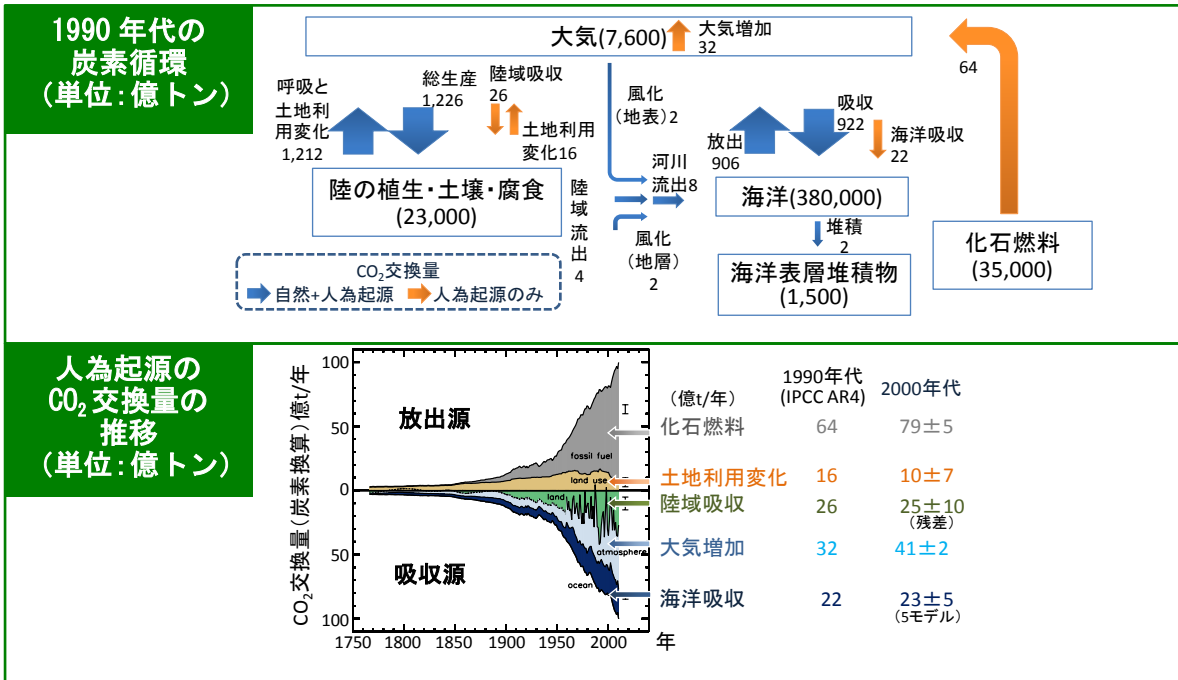 1990 年代の
炭素循環
（単位：億トン）
大気(7,600)
大気増加
32
64
呼吸と
土地利
用変化
1,212
総生産
1,226
陸域吸収
26
土地利用
変化16
風化
(地表)2
吸収
922
放出
906
海洋吸収
22
河川
流出8
陸の植生・土壌・腐食
(23,000)
陸域流出
4
風化
(地層)
2
海洋(380,000)
堆積
2
海洋表層堆積物
(1,500)
化石燃料
(35,000)
CO₂交換量
自然+人為起源
人為起源のみ
人為起源の
CO₂交換量の
推移
（単位：億トン）
CO₂交換量(炭素換算)億t/年
100
50
0
50
100
1750 1800 1850 1900 1950 2000 年
放出源
吸収源
fossil fuel
land use
land
atmosphere
ocean
(億t/年) 1990年代 2000年代
(IPCC AR4)
化石燃料 64 79±5
土地利用変化 16 10±7
陸域吸収 26 25±10
(残差)
大気増加 32 41±2
海洋吸収 22 23±5
(5モデル)